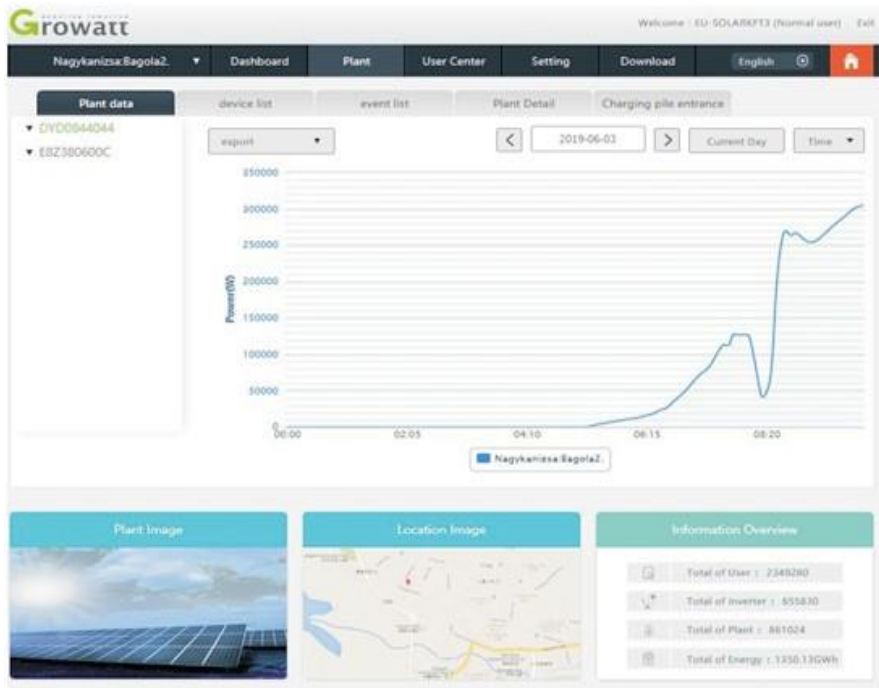 Growatt
Welcome : EU-SOLARKFT3 (Normal user) Exit
Nagykanizsa:Bagola2. Dashboard Plant User Center Setting Download English
Plant data device list event list Plant Detail Charging pile entrance
DYD0844044
E8Z380600C
export 2019-06-03 Current Day Time
350000
300000
250000
200000
150000
100000
50000
0
Power(W)
00:00 02:05 04:10 06:15 08:20
Nagykanizsa:Bagola2.
Plant Image Location Image Information Overview
Total of User : 2349280
Total of Inverter : 655830
Total of Plant : 861024
Total of Energy : 1350.13GWh